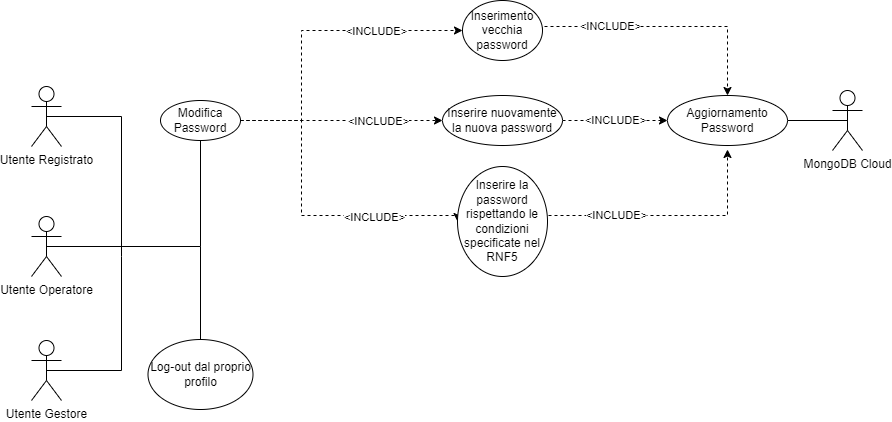 Utente Registrato
Utente Operatore
Utente Gestore
Modifica
Password
Log-out dal proprio
profilo
<INCLUDE>
<INCLUDE>
<INCLUDE>
Inserimento
vecchia
password
Inserire nuovamente
la nuova password
Inserire la
password
rispettando le
condizioni
specificate nel
RNF5
<INCLUDE>
<INCLUDE>
<INCLUDE>
Aggiornamento
Password
MongoDB Cloud